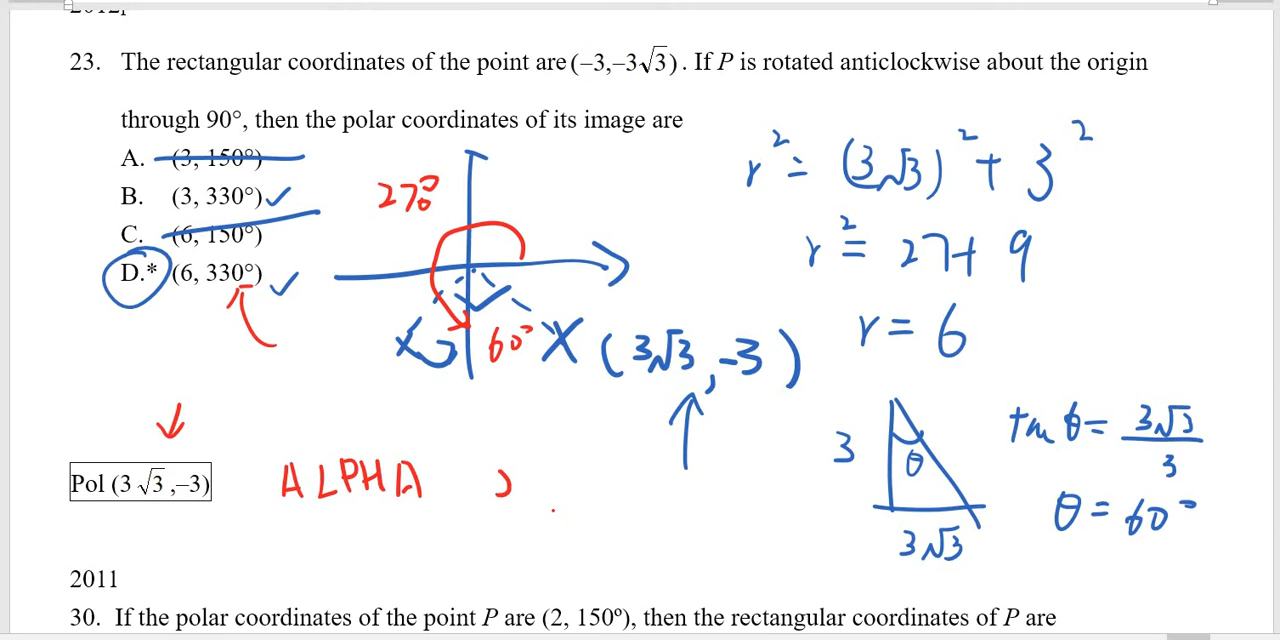 23. The rectangular coordinates of the point are (−3,−3√3). If P is rotated anticlockwise about the origin
through 90°, then the polar coordinates of its image are
A. (3, 150°)
B. (3, 330°)
C. (6, 150°)
D.* (6, 330°)
270°
60°
(3√3, -3)
r² = (3√3)² + 3²
r² = 27+ 9
r = 6
3
θ
3√3
tan θ = 3√3
3
θ = 60°
Pol (3 √3 ,−3)
ALPHA
2011
30. If the polar coordinates of the point P are (2, 150º), then the rectangular coordinates of P are